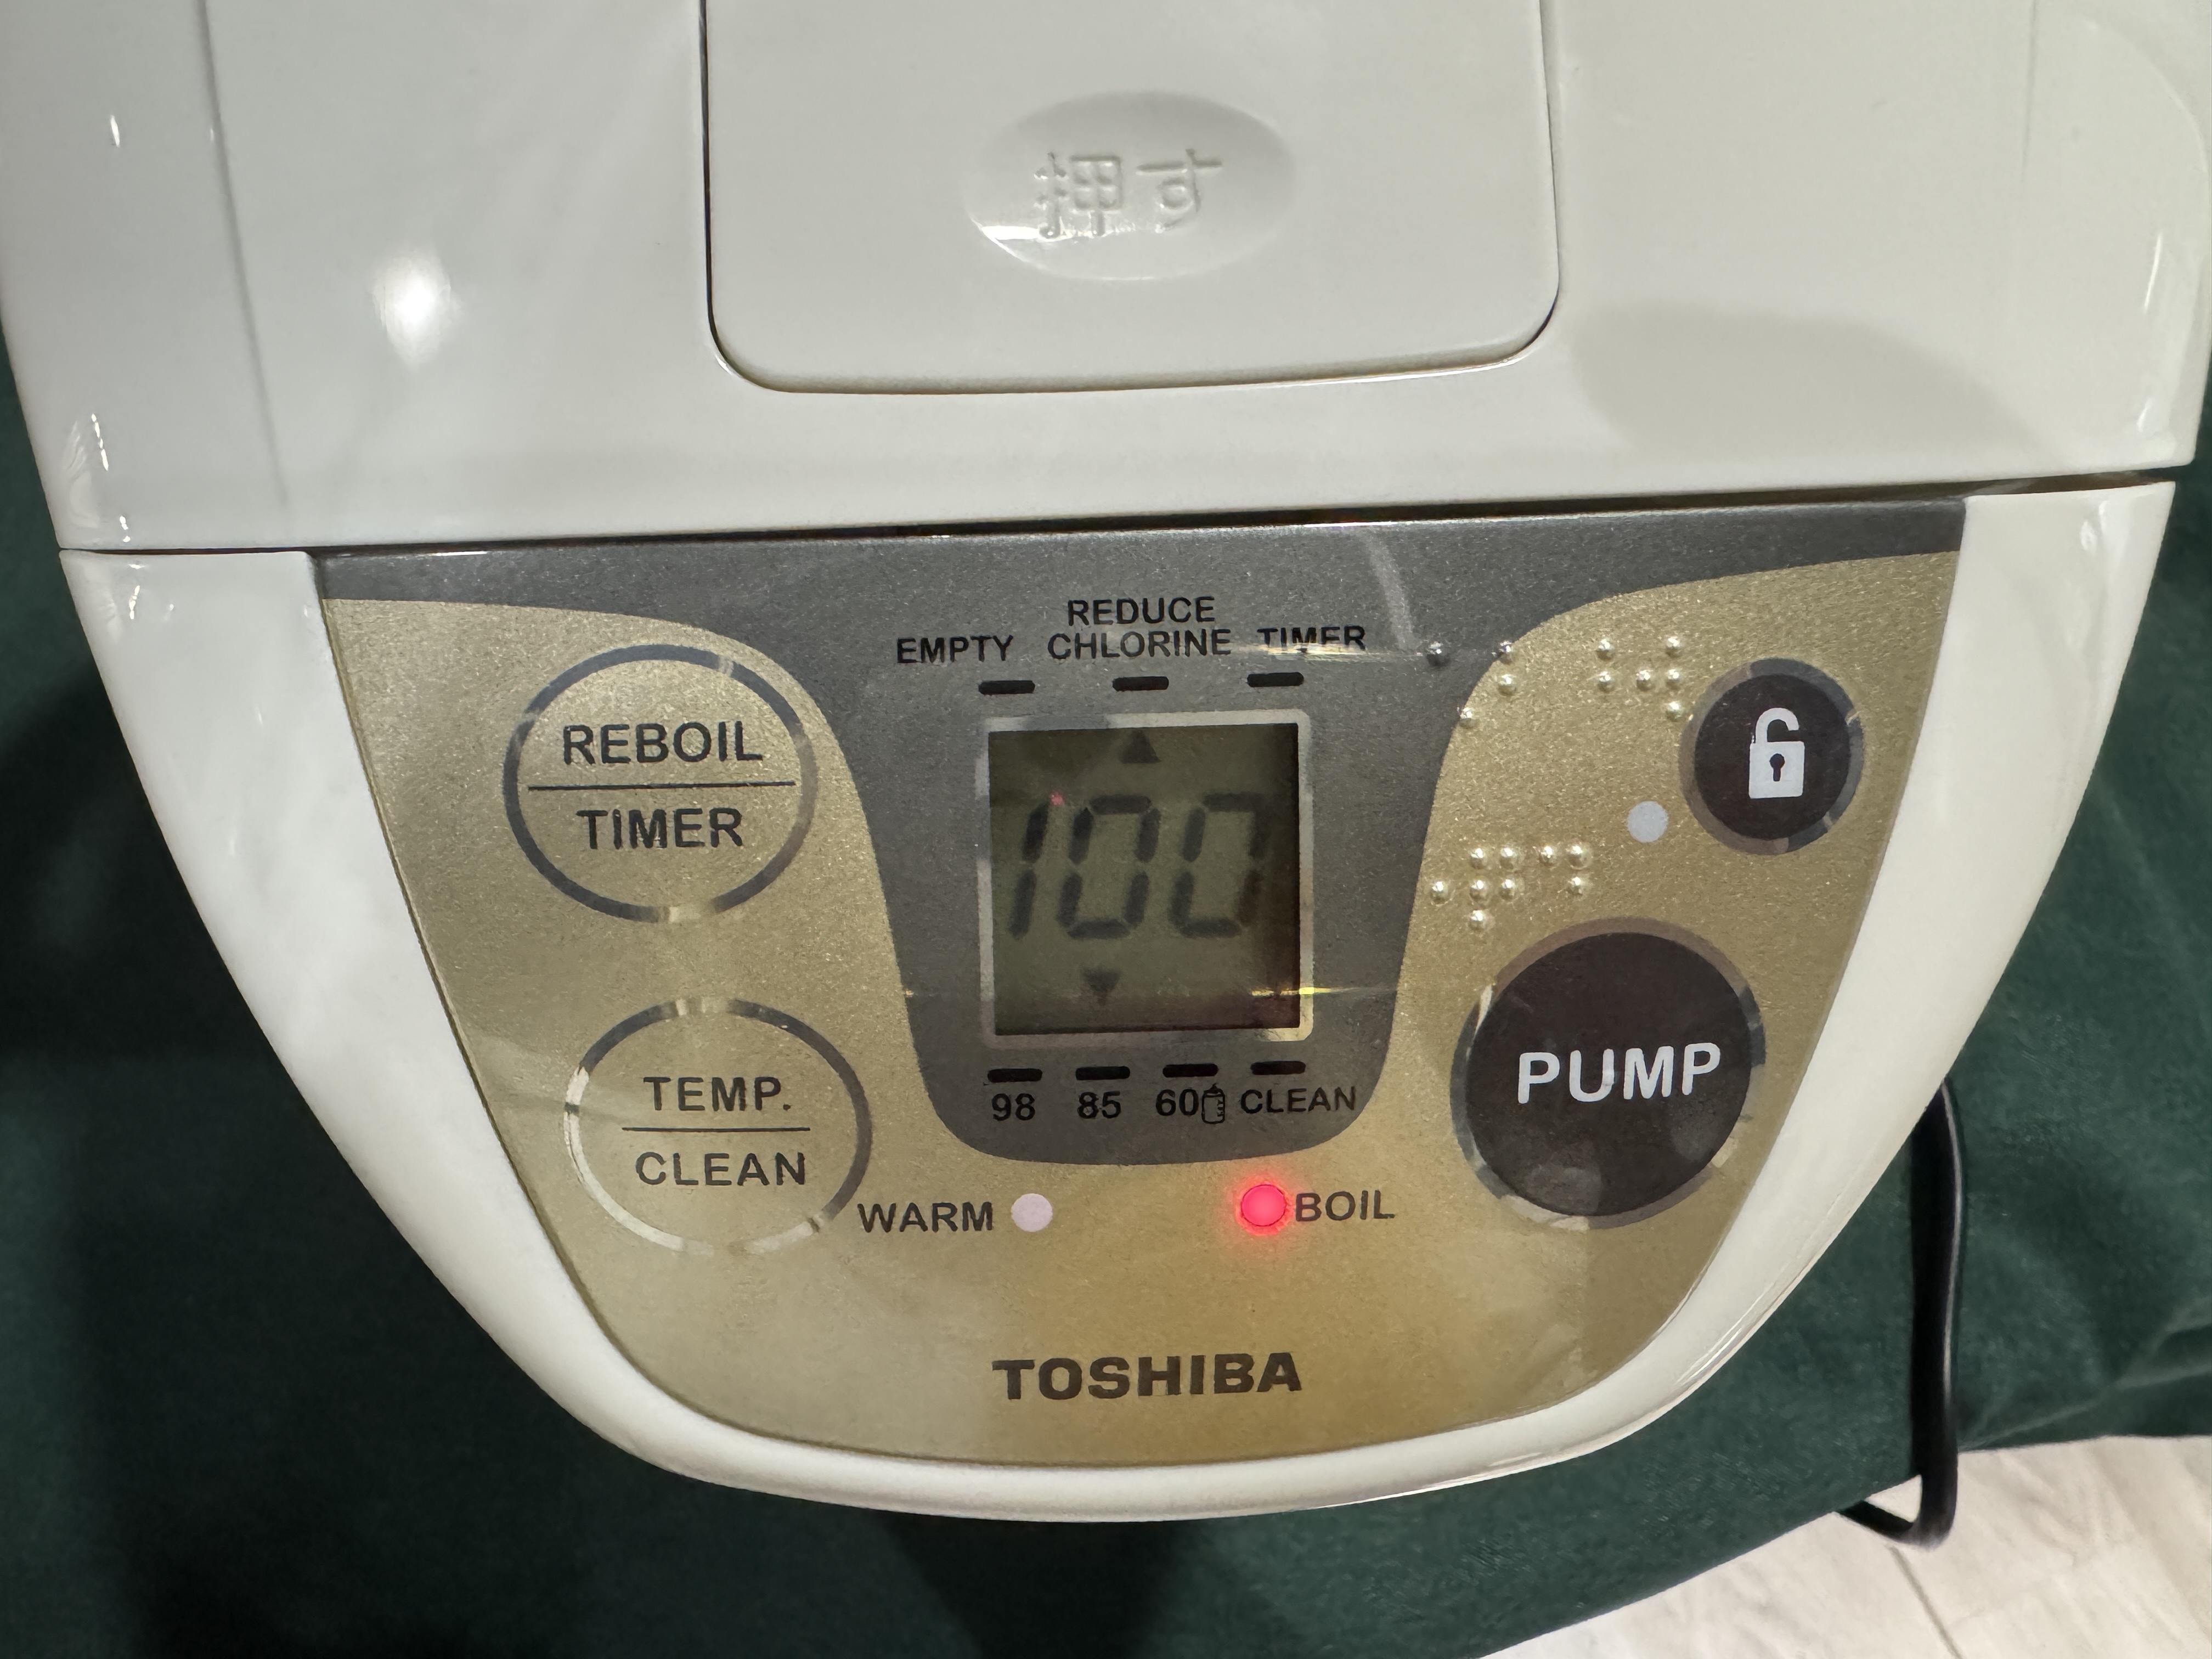 押す
REDUCE
EMPTY CHLORINE TIMER
REBOIL
TIMER
100
TEMP.
CLEAN
PUMP
98 85 60 CLEAN
WARM BOIL
TOSHIBA